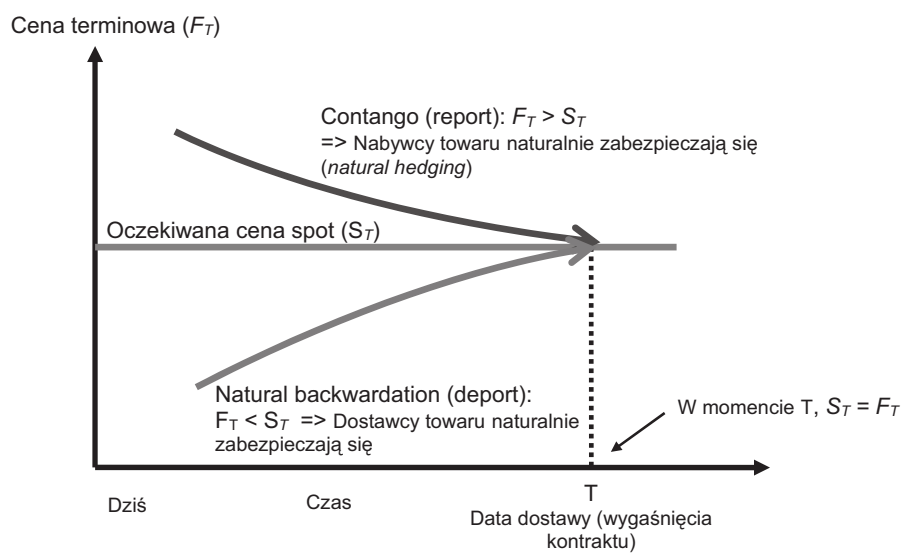 Cena terminowa (F_T)
Contango (report): F_T > S_T
=> Nabywcy towaru naturalnie zabezpieczają się
(natural hedging)
Oczekiwana cena spot (S_T)
Natural backwardation (deport):
F_T < S_T => Dostawcy towaru naturalnie
zabezpieczają się
W momencie T, S_T = F_T
Dziś
Czas
T
Data dostawy (wygaśnięcia
kontraktu)